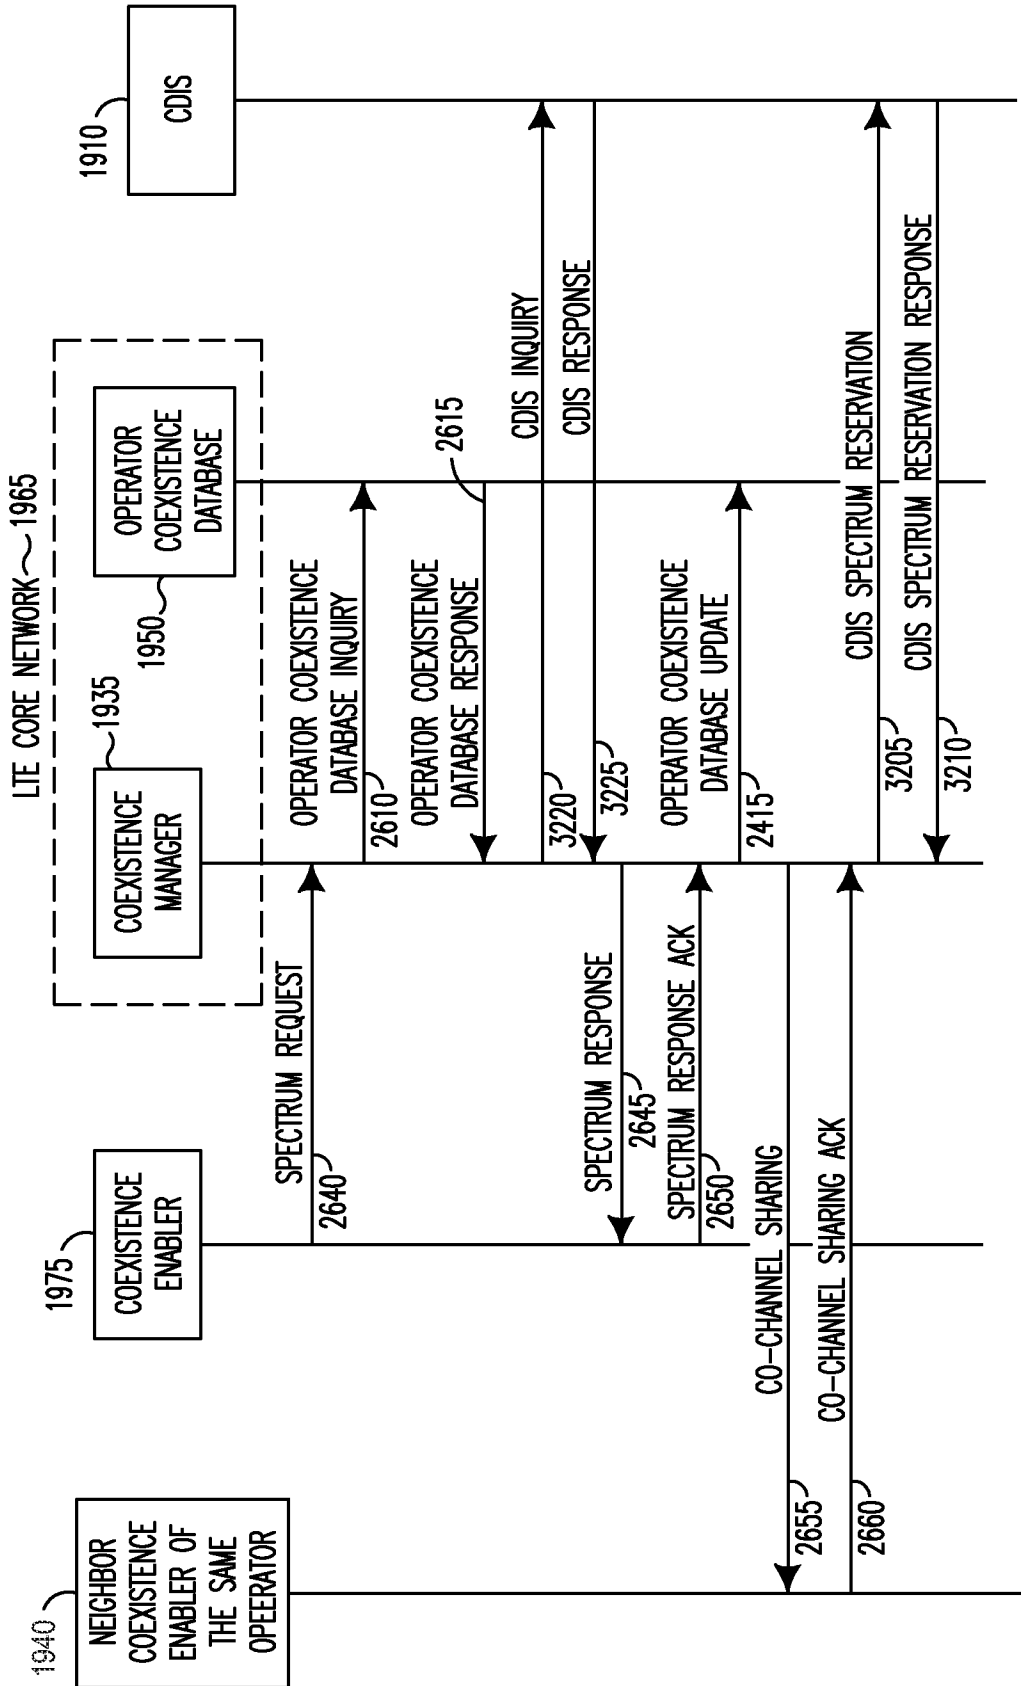 LTE CORE NETWORK 1965
1940
NEIGHBOR
COEXISTENCE
ENABLER OF
THE SAME
OPEERATOR
1975
COEXISTENCE
ENABLER
1935
COEXISTENCE
MANAGER
1950
OPERATOR
COEXISTENCE
DATABASE
1910
CDIS
SPECTRUM REQUEST
2640
OPERATOR COEXISTENCE
DATABASE INQUIRY
2610
OPERATOR COEXISTENCE
DATABASE RESPONSE
2615
CDIS INQUIRY
3220
CDIS RESPONSE
3225
SPECTRUM RESPONSE
2645
SPECTRUM RESPONSE ACK
2650
OPERATOR COEXISTENCE
DATABASE UPDATE
2415
CO-CHANNEL SHARING
2655
CO-CHANNEL SHARING ACK
2660
CDIS SPECTRUM RESERVATION
3205
CDIS SPECTRUM RESERVATION RESPONSE
3210